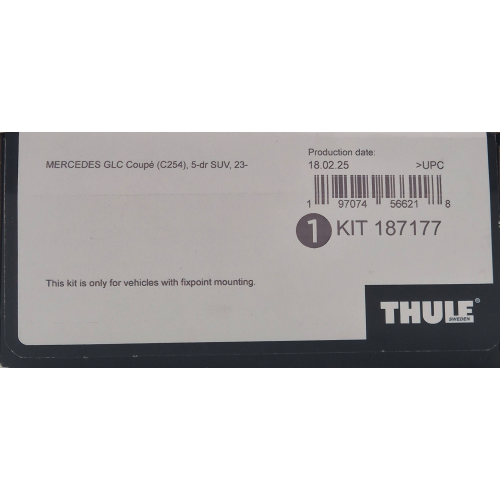 Production date:
MERCEDES GLC Coupé (C254), 5-dr SUV, 23-
18.02.25 >UPC
1 97074 56621 8
1 KIT 187177
This kit is only for vehicles with fixpoint mounting.
THULE®
SWEDEN